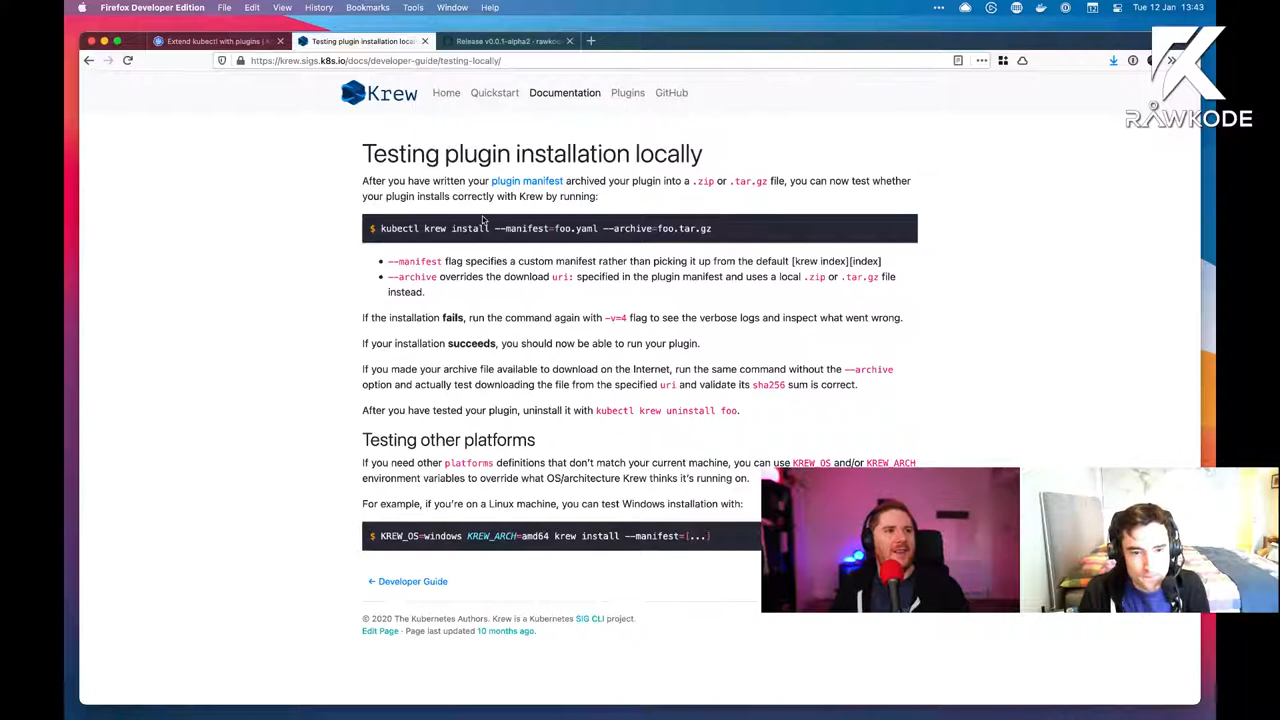 Firefox Developer Edition File Edit View History Bookmarks Tools Window Help
Fri 12 Mar 13:43
Extend kubectl with plugins | K
Testing plugin installation local
Release v0.0.1-alpha2 · rawkod
https://krew.sigs.k8s.io/docs/developer-guide/testing-locally/
RAWKODE
Krew
Home Quickstart Documentation Plugins GitHub
Testing plugin installation locally
After you have written your plugin manifest archived your plugin into a .zip or .tar.gz file, you can now test whether
your plugin installs correctly with Krew by running:
$ kubectl krew install --manifest=foo.yaml --archive=foo.tar.gz
• --manifest flag specifies a custom manifest rather than picking it up from the default [krew index][index]
• --archive overrides the download uri: specified in the plugin manifest and uses a local .zip or .tar.gz file
instead.
If the installation fails, run the command again with -v=4 flag to see the verbose logs and inspect what went wrong.
If your installation succeeds, you should now be able to run your plugin.
If you made your archive file available to download on the Internet, run the same command without the --archive
option and actually test downloading the file from the specified uri and validate its sha256 sum is correct.
After you have tested your plugin, uninstall it with kubectl krew uninstall foo.
Testing other platforms
If you need other platforms definitions that don't match your current machine, you can use KREW_OS and/or KREW_ARCH
environment variables to override what OS/architecture Krew thinks it's running on.
For example, if you're on a Linux machine, you can test Windows installation with:
$ KREW_OS=windows KREW_ARCH=amd64 krew install --manifest=[...]
← Developer Guide
© 2020 The Kubernetes Authors. Krew is a Kubernetes SIG CLI project.
Edit Page · Page last updated 10 months ago.